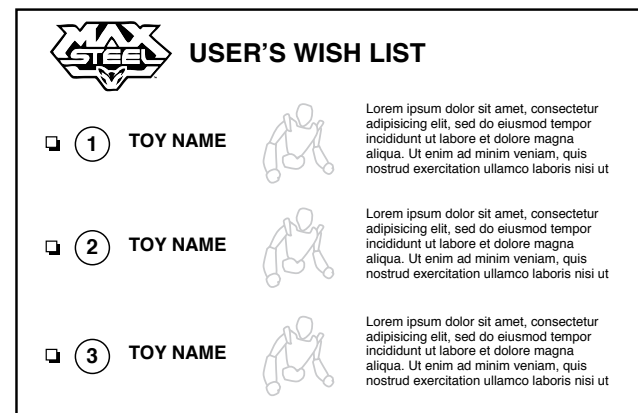 MAX
STEEL
USER'S WISH LIST
1 TOY NAME
Lorem ipsum dolor sit amet, consectetur
adipisicing elit, sed do eiusmod tempor
incididunt ut labore et dolore magna
aliqua. Ut enim ad minim veniam, quis
nostrud exercitation ullamco laboris nisi ut
2 TOY NAME
Lorem ipsum dolor sit amet, consectetur
adipisicing elit, sed do eiusmod tempor
incididunt ut labore et dolore magna
aliqua. Ut enim ad minim veniam, quis
nostrud exercitation ullamco laboris nisi ut
3 TOY NAME
Lorem ipsum dolor sit amet, consectetur
adipisicing elit, sed do eiusmod tempor
incididunt ut labore et dolore magna
aliqua. Ut enim ad minim veniam, quis
nostrud exercitation ullamco laboris nisi ut